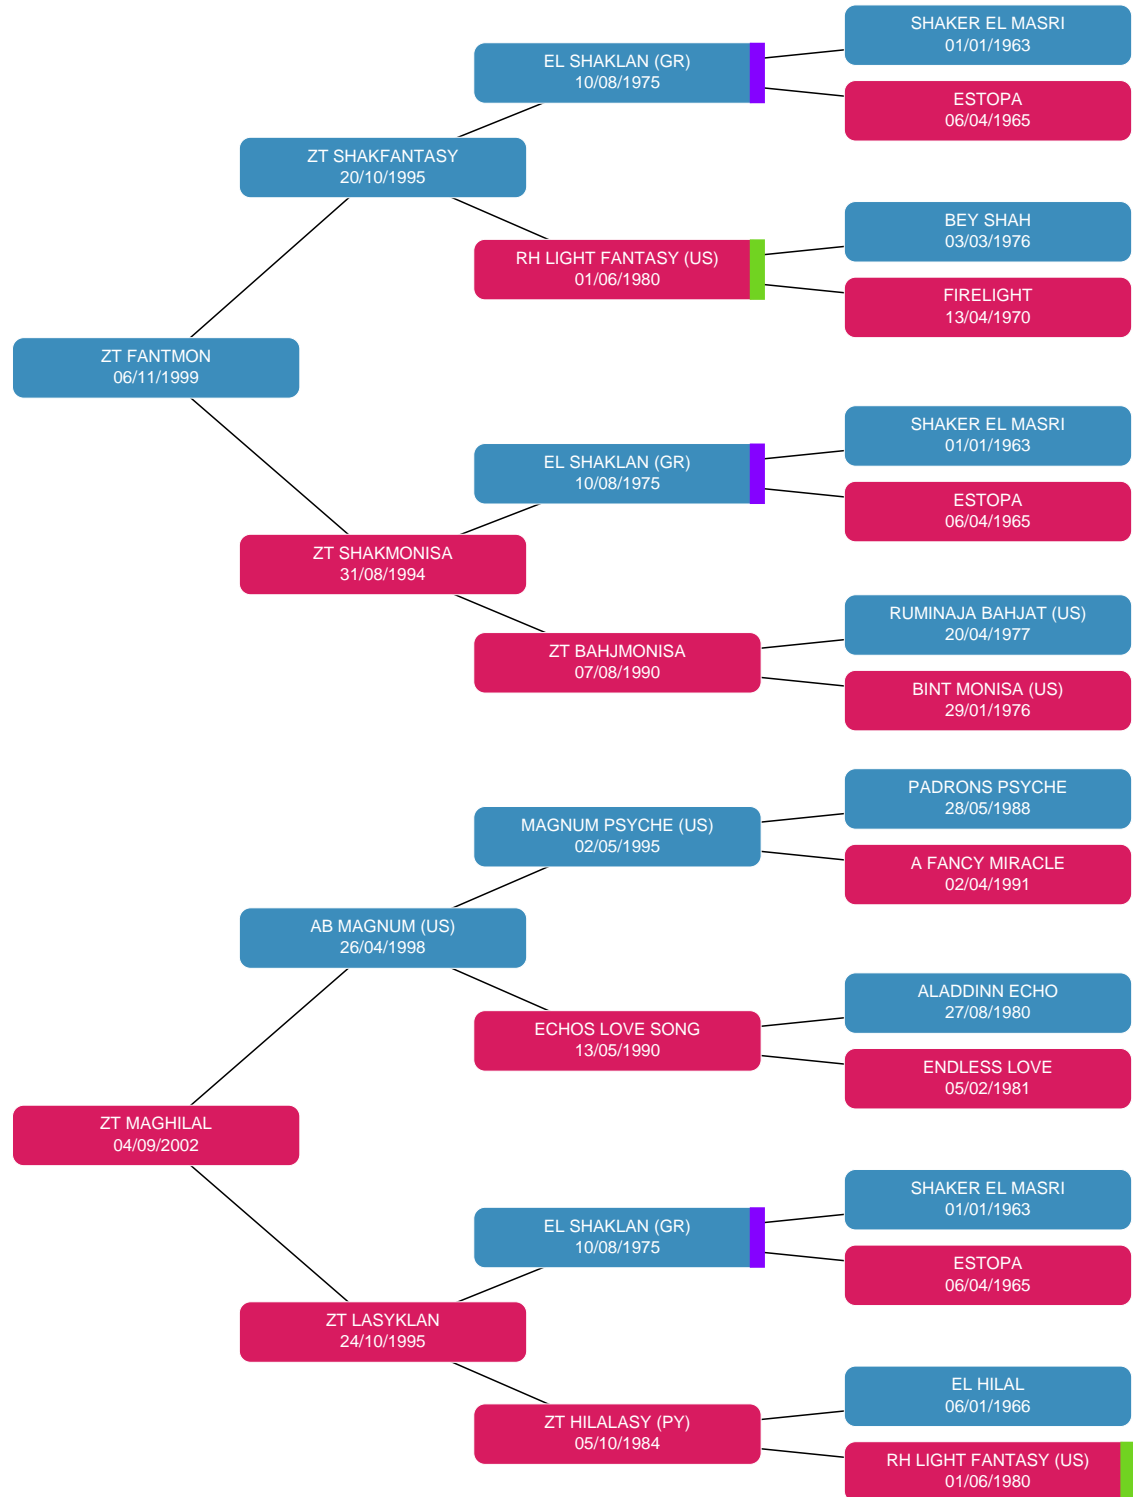 SHAKER EL MASRI
01/01/1963
EL SHAKLAN (GR)
10/08/1975
ESTOPA
06/04/1965
ZT SHAKFANTASY
20/10/1995
BEY SHAH
03/03/1976
RH LIGHT FANTASY (US)
01/06/1980
FIRELIGHT
13/04/1970
ZT FANTMON
06/11/1999
SHAKER EL MASRI
01/01/1963
EL SHAKLAN (GR)
10/08/1975
ESTOPA
06/04/1965
ZT SHAKMONISA
31/08/1994
RUMINAJA BAHJAT (US)
20/04/1977
ZT BAHJMONISA
07/08/1990
BINT MONISA (US)
29/01/1976
PADRONS PSYCHE
28/05/1988
MAGNUM PSYCHE (US)
02/05/1995
A FANCY MIRACLE
02/04/1991
AB MAGNUM (US)
26/04/1998
ALADDINN ECHO
27/08/1980
ECHOS LOVE SONG
13/05/1990
ENDLESS LOVE
05/02/1981
ZT MAGHILAL
04/09/2002
SHAKER EL MASRI
01/01/1963
EL SHAKLAN (GR)
10/08/1975
ESTOPA
06/04/1965
ZT LASYKLAN
24/10/1995
EL HILAL
06/01/1966
ZT HILALASY (PY)
05/10/1984
RH LIGHT FANTASY (US)
01/06/1980